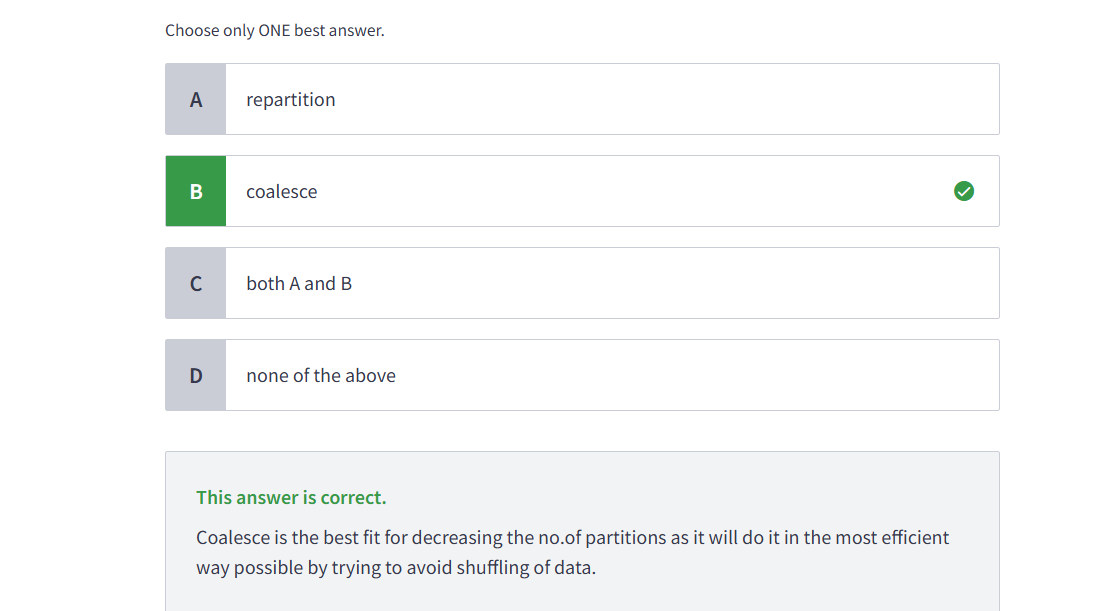 Choose only ONE best answer.
A repartition
B coalesce
C both A and B
D none of the above
This answer is correct.
Coalesce is the best fit for decreasing the no.of partitions as it will do it in the most efficient
way possible by trying to avoid shuffling of data.